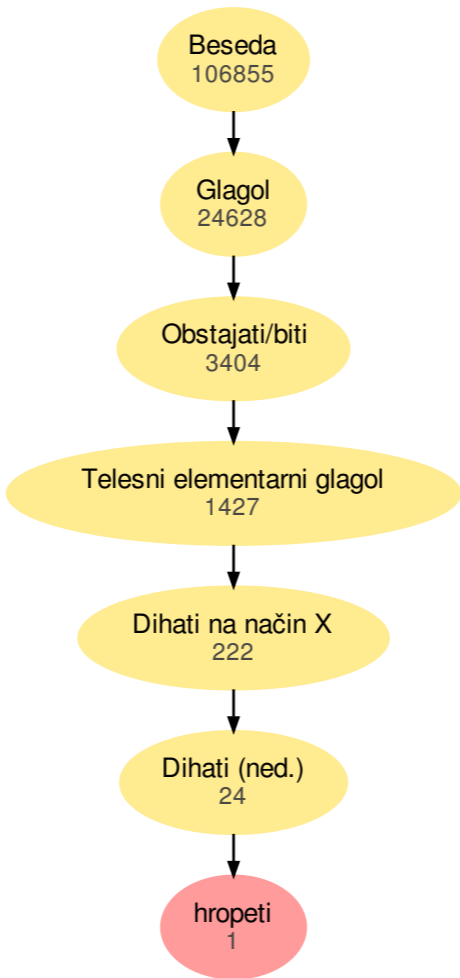 Beseda
106855
Glagol
24628
Obstajati/biti
3404
Telesni elementarni glagol
1427
Dihati na način X
222
Dihati (ned.)
24
hropeti
1